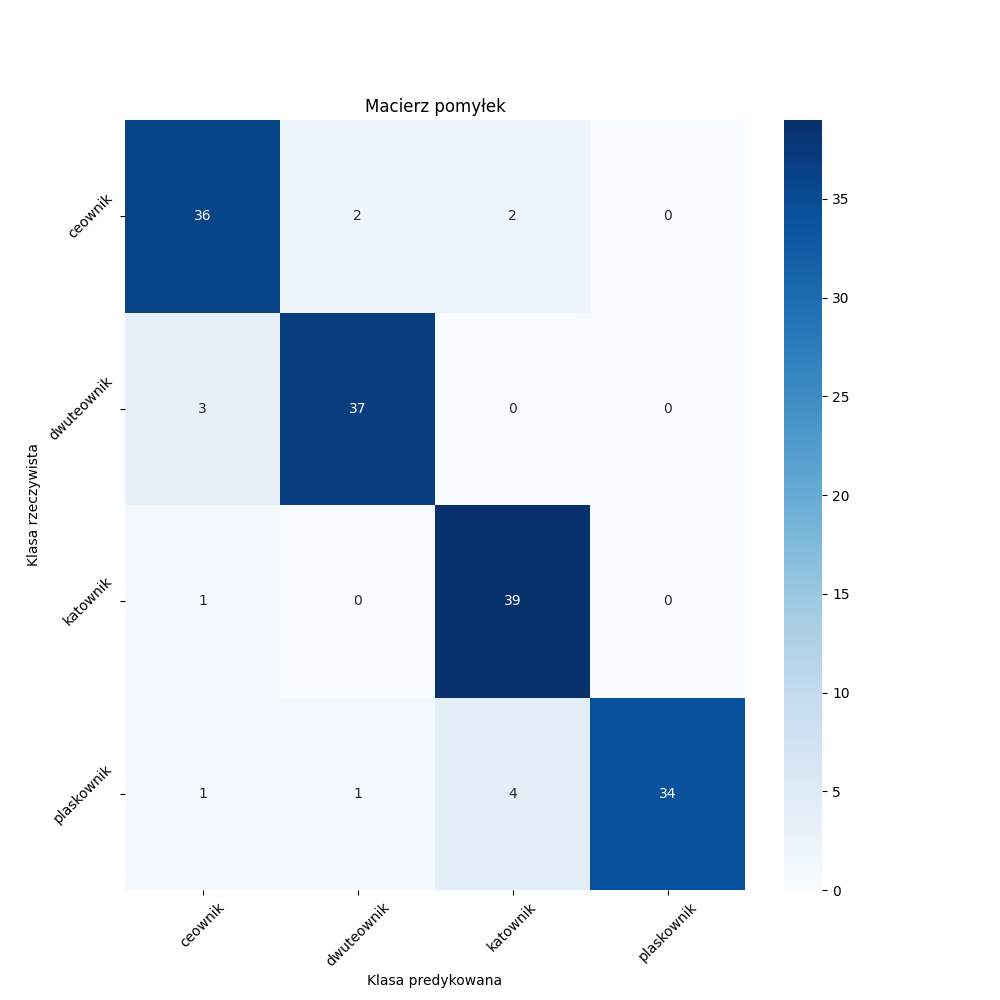 Macierz pomyłek
Klasa rzeczywista
ceownik 36 2 2 0
dwuteownik 3 37 0 0
katownik 1 0 39 0
plaskownik 1 1 4 34
ceownik dwuteownik katownik plaskownik
Klasa predykowana
35
30
25
20
15
10
5
0